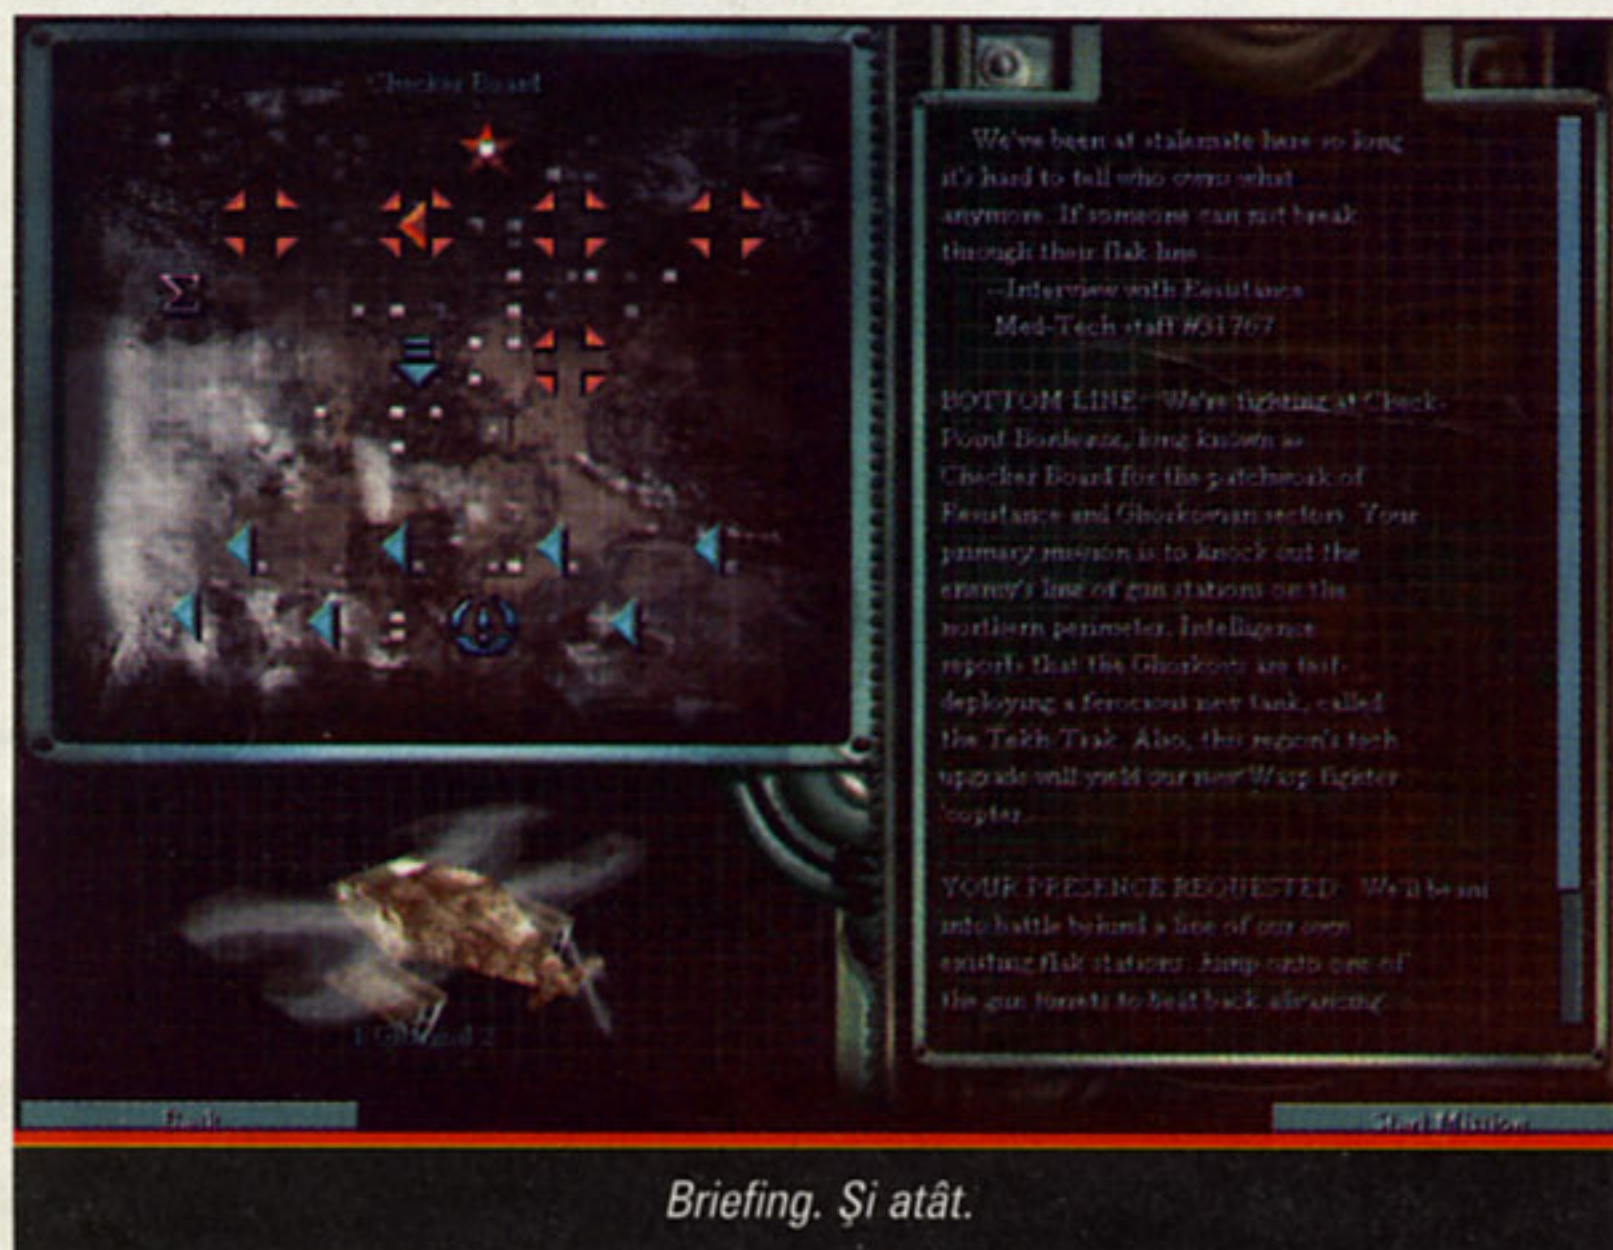 Checker Board
We've been at stalemate here so long
it's hard to tell who owns what
anymore. If someone can just break
through their flak line
--Interview with Resistance
Med-Tech staff #31767
BOTTOM LINE: We're fighting at Check-
Point Bordeaux, long known as
Checker Board for the patchwork of
Resistance and Ghorkovian sectors. Your
primary mission is to knock out the
enemy's line of gun stations on the
northern perimeter. Intelligence
reports that the Ghorkovs are test-
deploying a ferocious new tank, called
the Tekh Trak. Also, this region's tech
upgrade will yield our new Warp fighter
'copter.
YOUR PRESENCE REQUESTED: We'll beam
into battle behind a line of our own
existing flak stations. Jump onto one of
the gun turrets to beat back advancing
Back
Start Mission
Briefing. Şi atât.